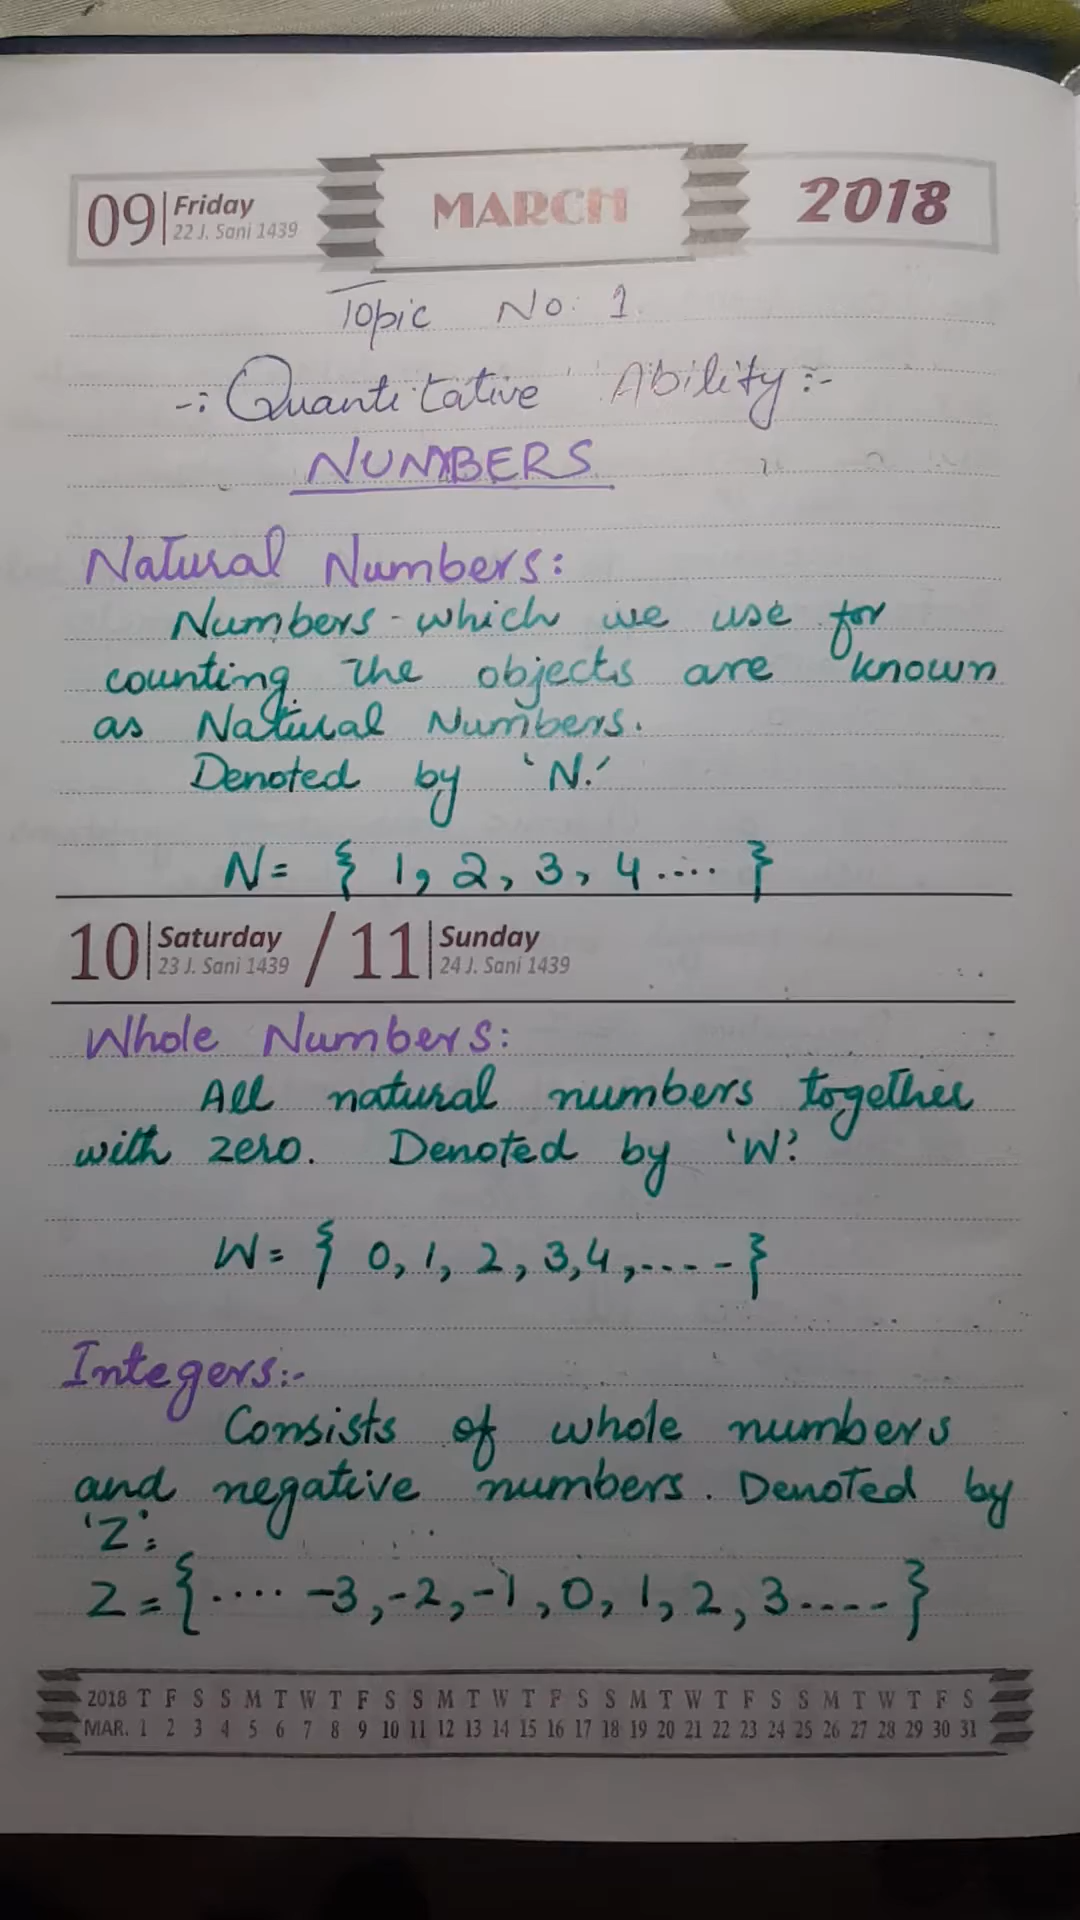 09 Friday 22 J. Sani 1439 MARCH 2018
Topic No. 1
-: Quantitative Ability :-
NUMBERS
Natural Numbers:
Numbers which we use for
counting the objects are known
as Natural Numbers.
Denoted by 'N.'
N= { 1, 2, 3, 4 .... }
10 Saturday 23 J. Sani 1439 / 11 Sunday 24 J. Sani 1439
Whole Numbers:
All natural numbers together
with zero. Denoted by 'W'.
W= { 0, 1, 2, 3, 4, ----- }
Integers:-
Consists of whole numbers
and negative numbers. Denoted by
'Z'.
Z = { .... -3, -2, -1, 0, 1, 2, 3 ---- }
2018 T F S S M T W T F S S M T W T F S S M T W T F S S M T W T F S
MAR. 1 2 3 4 5 6 7 8 9 10 11 12 13 14 15 16 17 18 19 20 21 22 23 24 25 26 27 28 29 30 31